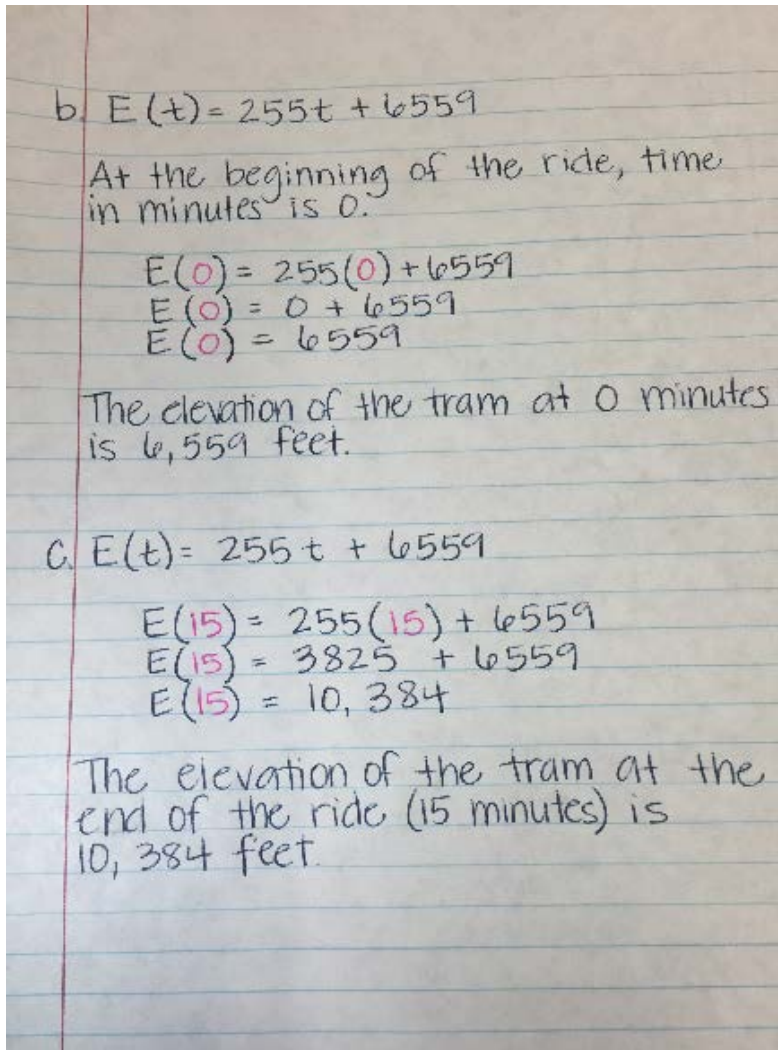 b. E(t) = 255t + 6559
At the beginning of the ride, time
in minutes is 0.
E(0) = 255(0) + 6559
E(0) = 0 + 6559
E(0) = 6559
The elevation of the tram at 0 minutes
is 6,559 feet.
C. E(t) = 255t + 6559
E(15) = 255(15) + 6559
E(15) = 3825 + 6559
E(15) = 10,384
The elevation of the tram at the
end of the ride (15 minutes) is
10,384 feet.